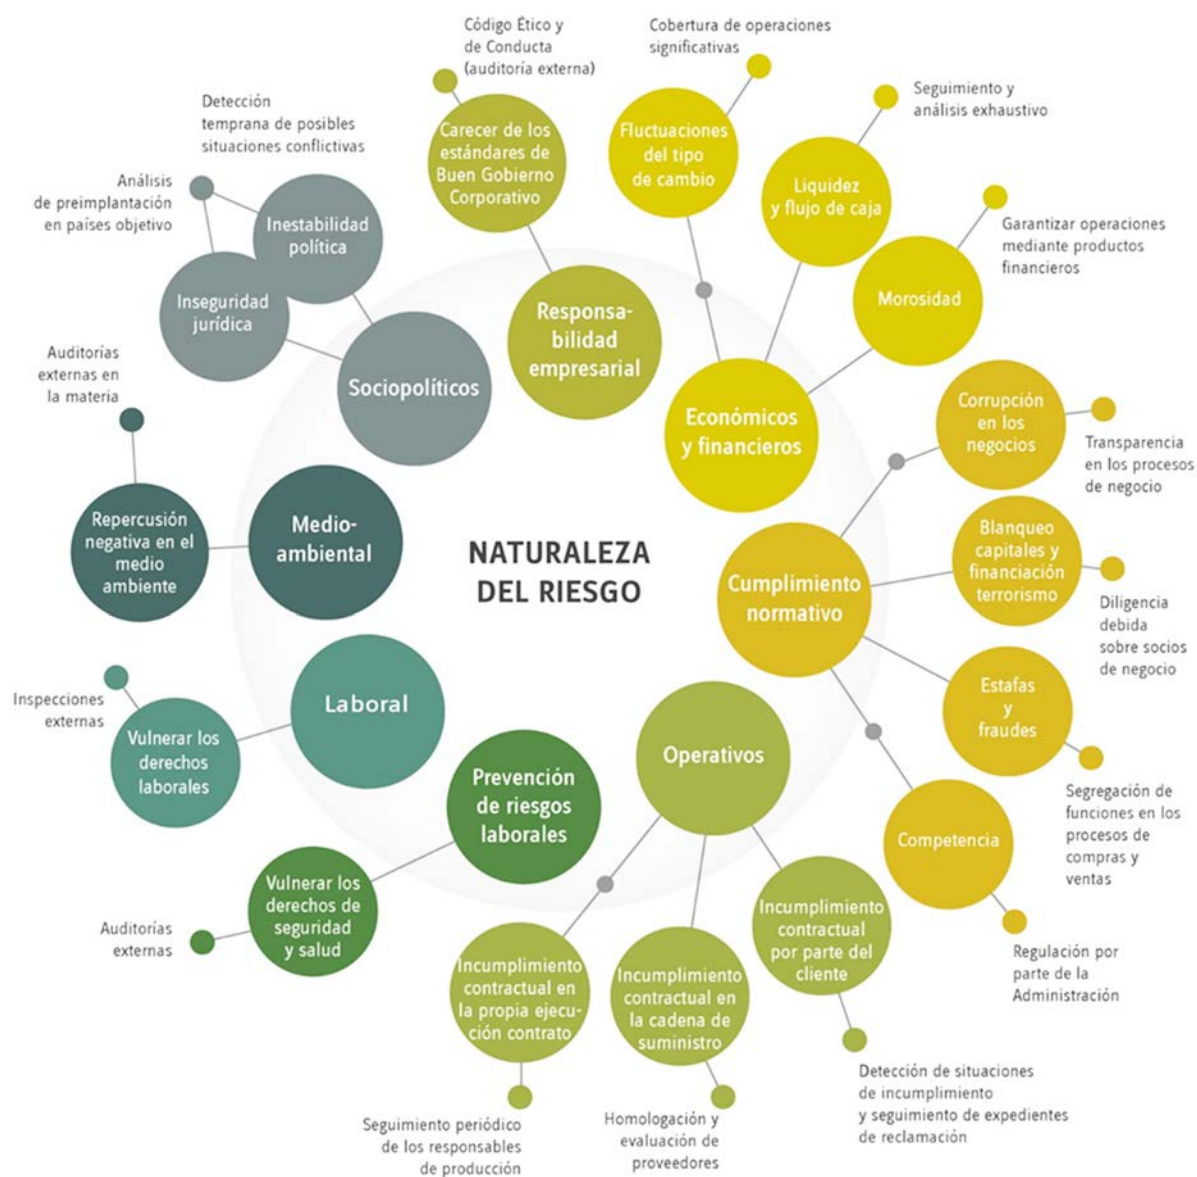 NATURALEZA
DEL RIESGO
Responsa-
bilidad
empresarial
Carecer de los
estándares de
Buen Gobierno
Corporativo
Código Ético y
de Conducta
(auditoría externa)
Económicos
y financieros
Fluctuaciones
del tipo
de cambio
Cobertura de operaciones
significativas
Liquidez
y flujo de caja
Seguimiento y
análisis exhaustivo
Morosidad
Garantizar operaciones
mediante productos
financieros
Cumplimiento
normativo
Corrupción
en los
negocios
Transparencia
en los procesos
de negocio
Blanqueo
capitales y
financiación
terrorismo
Diligencia
debida
sobre socios
de negocio
Estafas
y
fraudes
Segregación de
funciones en los
procesos de
compras y
ventas
Competencia
Regulación por
parte de la
Administración
Operativos
Incumplimiento
contractual
por parte del
cliente
Detección de situaciones
de incumplimiento
y seguimiento de expedientes
de reclamación
Incumplimiento
contractual en
la cadena de
suministro
Homologación y
evaluación de
proveedores
Incumplimiento
contractual en
la propia ejecu-
ción contrato
Seguimiento periódico
de los responsables
de producción
Prevención
de riesgos
laborales
Vulnerar los
derechos de
seguridad
y salud
Auditorías
externas
Laboral
Vulnerar los
derechos
laborales
Inspecciones
externas
Medio-
ambiental
Repercusión
negativa en el
medio
ambiente
Auditorías
externas en
la materia
Sociopolíticos
Inseguridad
jurídica
Análisis
de preimplantación
en países objetivo
Inestabilidad
política
Detección
temprana de posibles
situaciones conflictivas